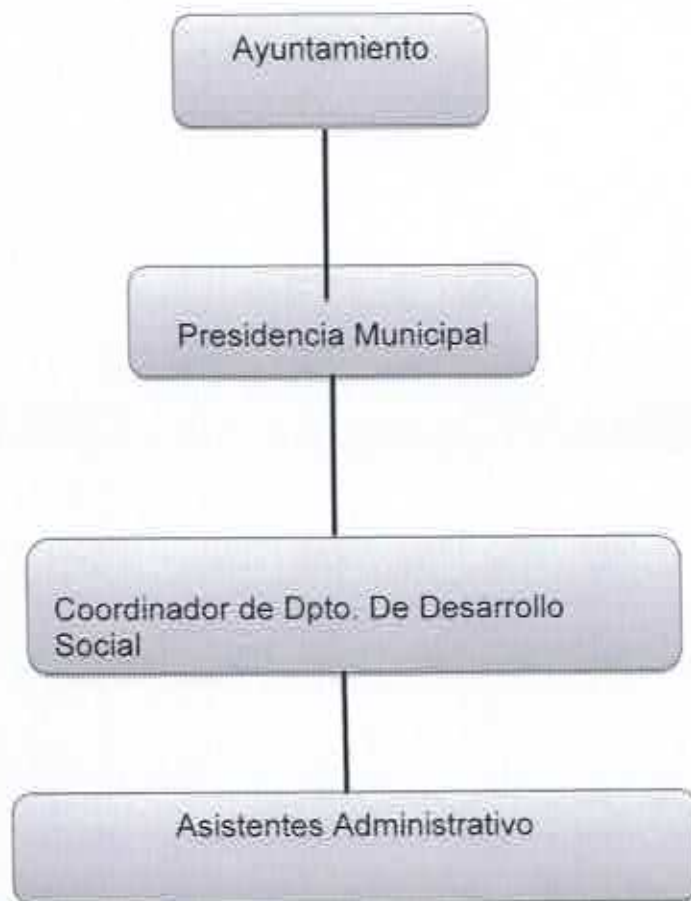 Ayuntamiento
Presidencia Municipal
Coordinador de Dpto. De Desarrollo
Social
Asistentes Administrativo